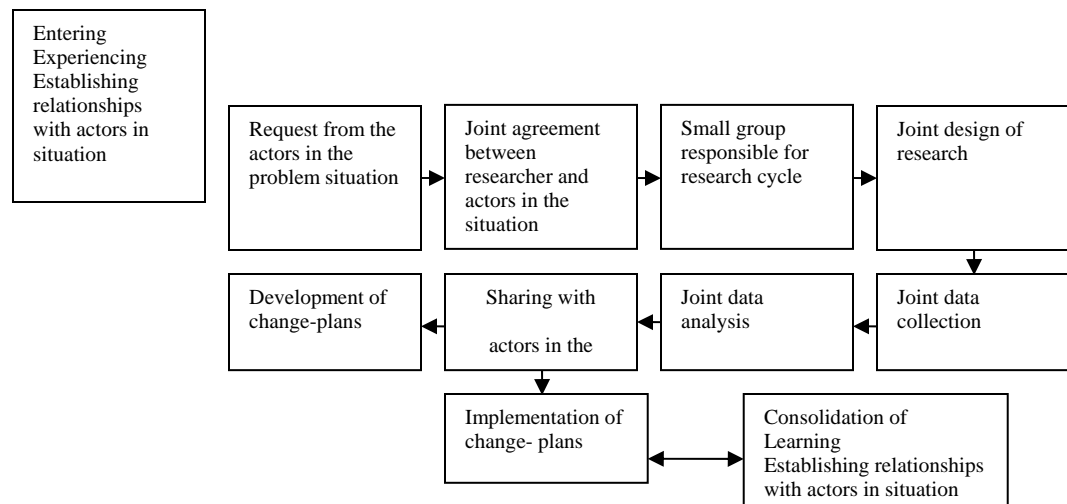 Entering
Experiencing
Establishing
relationships
with actors in
situation
Request from the
actors in the
problem situation
Joint agreement
between
researcher and
actors in the
situation
Small group
responsible for
research cycle
Joint design of
research
Development of
change-plans
Sharing with
actors in the
Joint data
analysis
Joint data
collection
Implementation of
change- plans
Consolidation of
Learning
Establishing relationships
with actors in situation